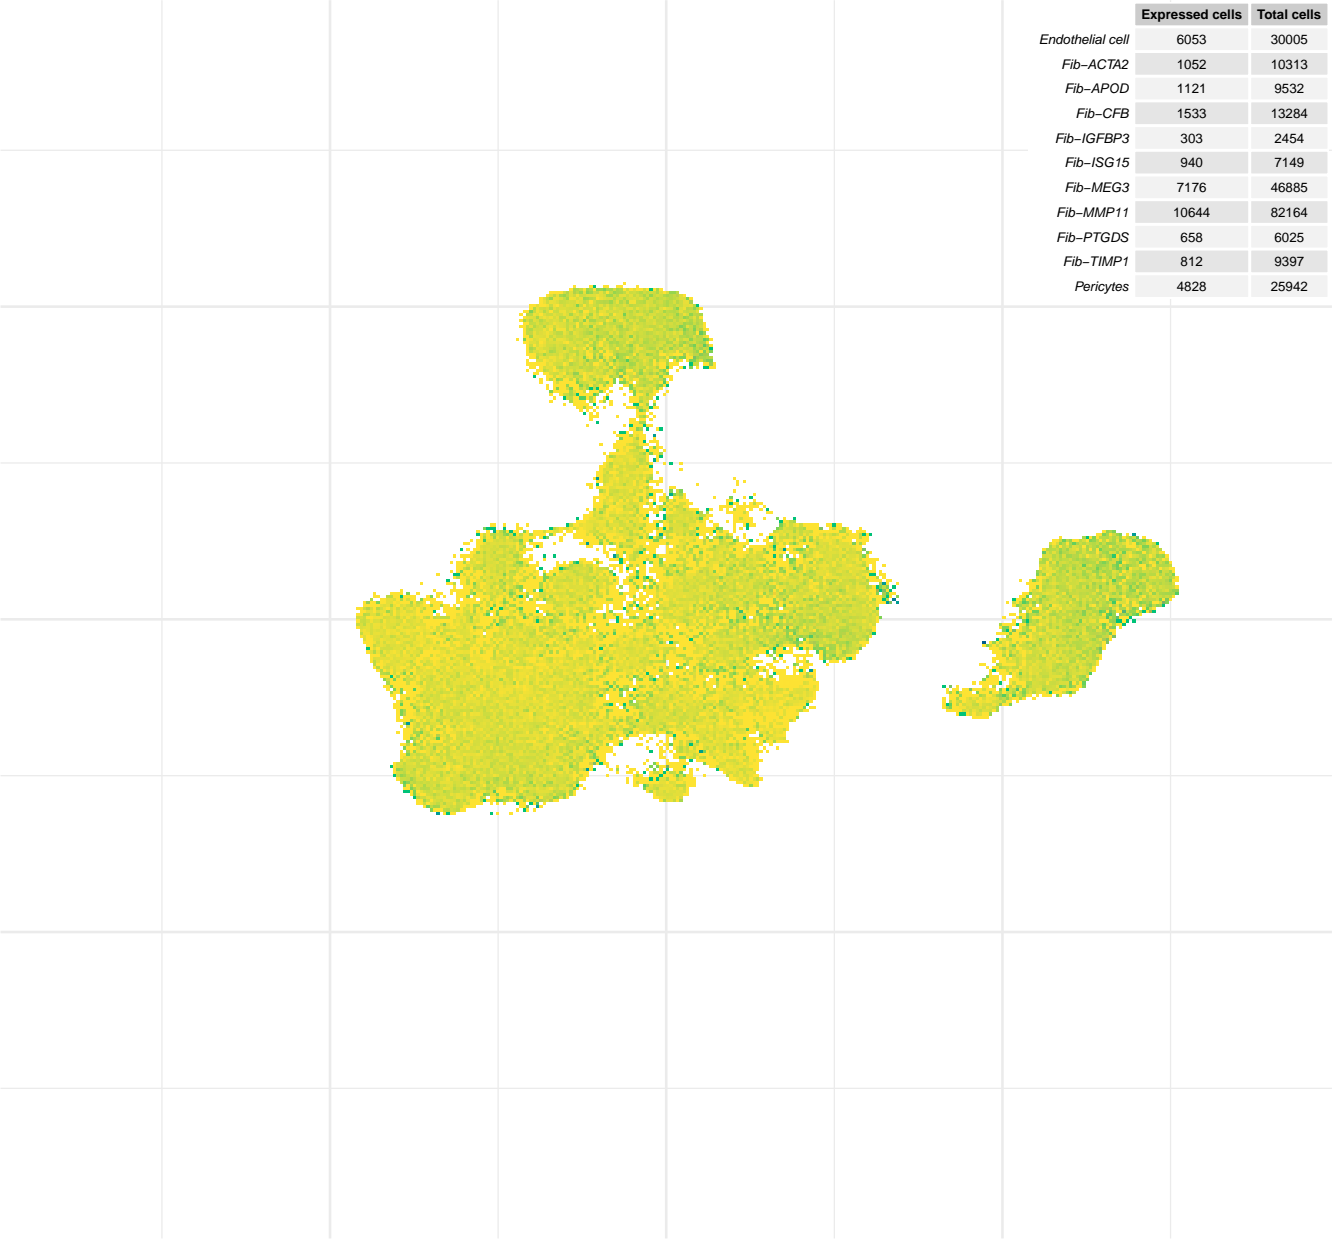 Expressed cells Total cells
Endothelial cell 6053 30005
Fib−ACTA2 1052 10313
Fib−APOD 1121 9532
Fib−CFB 1533 13284
Fib−IGFBP3 303 2454
Fib−ISG15 940 7149
Fib−MEG3 7176 46885
Fib−MMP11 10644 82164
Fib−PTGDS 658 6025
Fib−TIMP1 812 9397
Pericytes 4828 25942